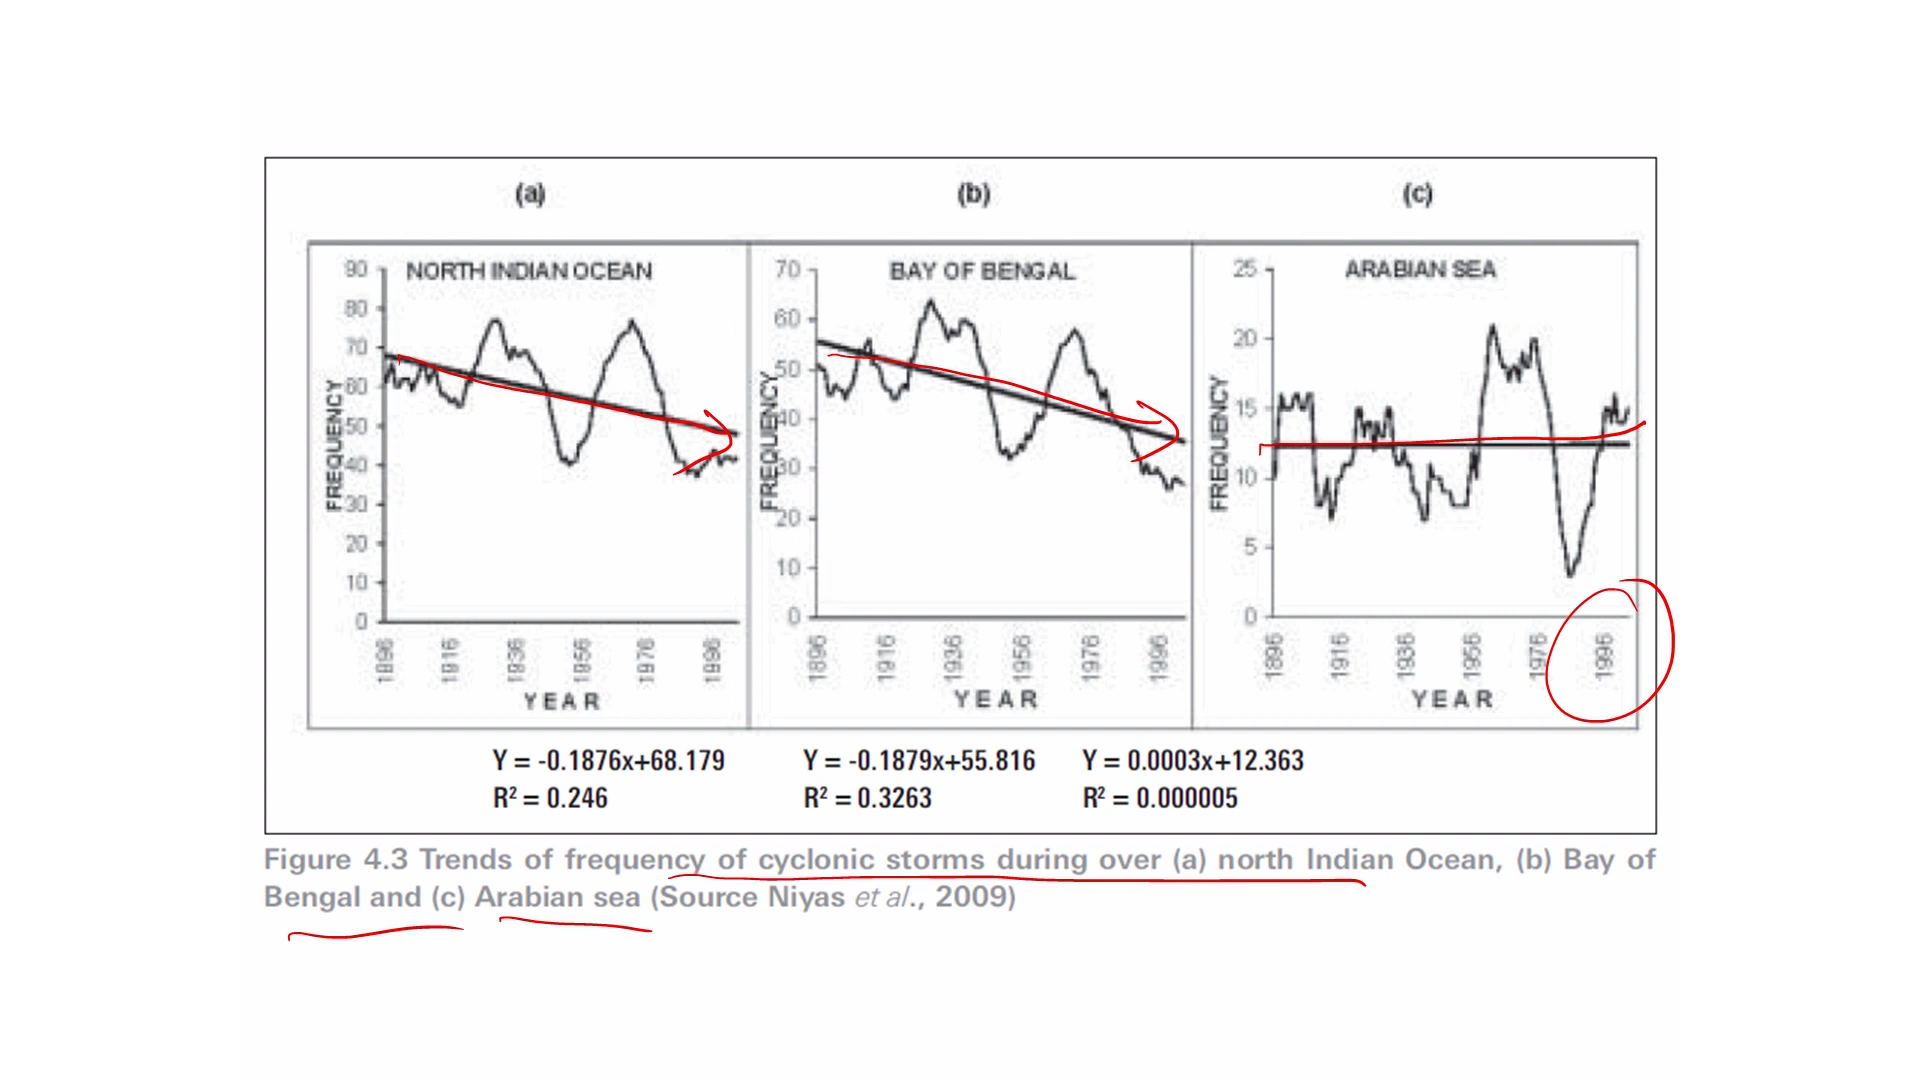 (a) (b) (c)
NORTH INDIAN OCEAN
90
80
70
60
50
40
30
20
10
0
FREQUENCY
1896 1916 1936 1956 1976 1996
YEAR
BAY OF BENGAL
70
60
50
40
30
20
10
0
FREQUENCY
1896 1916 1936 1956 1976 1996
YEAR
ARABIAN SEA
25
20
15
10
5
0
FREQUENCY
1896 1916 1936 1956 1976 1996
YEAR
Y = -0.1876x+68.179 Y = -0.1879x+55.816 Y = 0.0003x+12.363
R² = 0.246 R² = 0.3263 R² = 0.000005
Figure 4.3 Trends of frequency of cyclonic storms during over (a) north Indian Ocean, (b) Bay of
Bengal and (c) Arabian sea (Source Niyas et al., 2009)